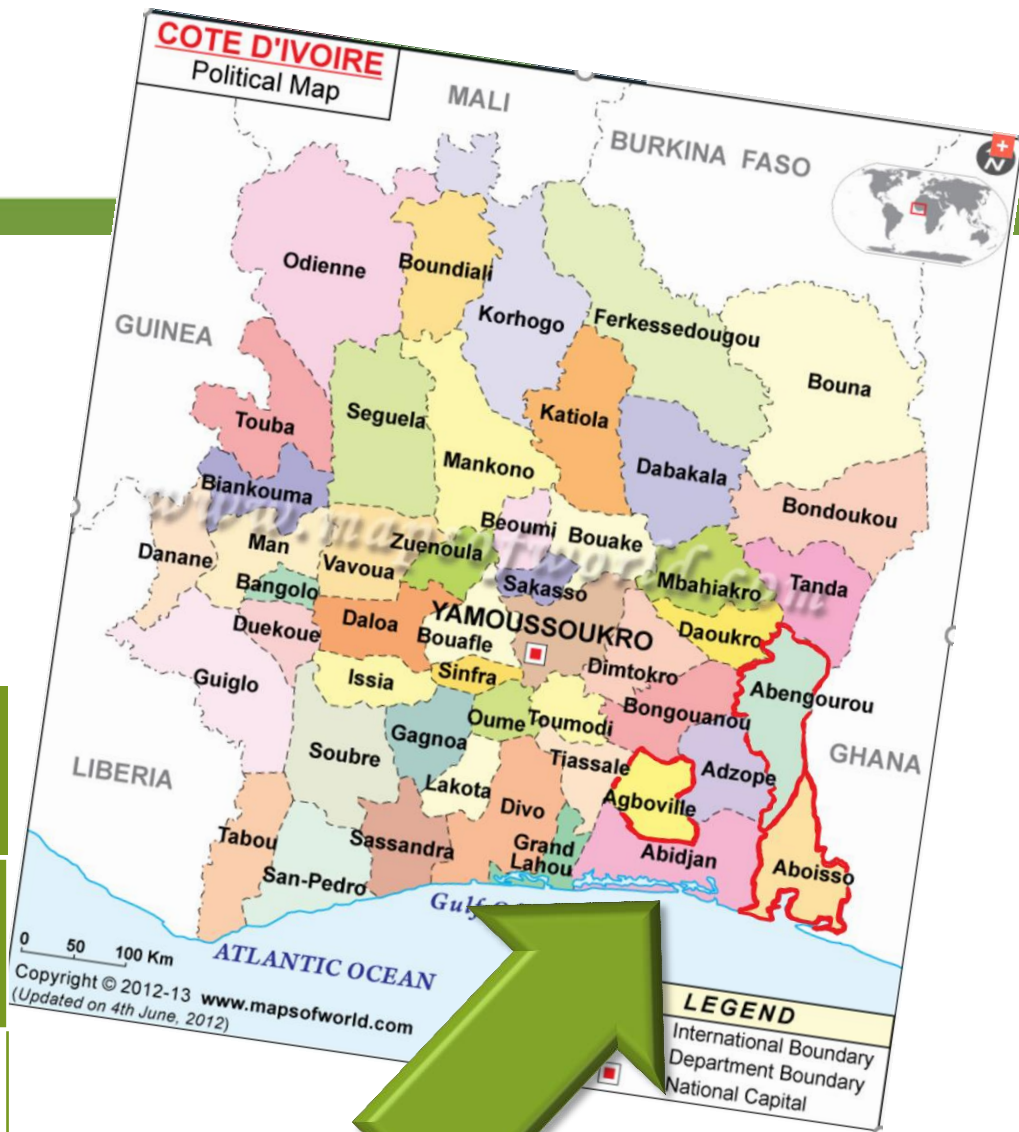 COTE D'IVOIRE
Political Map
MALI
BURKINA FASO
N
Odienne
Boundiali
Korhogo
Ferkessedougou
GUINEA
Bouna
Touba
Seguela
Katiola
Mankono
Dabakala
Biankouma
Bondoukou
www.mapsofworld.com
Beoumi
Bouake
Danane
Man
Zuenoula
Vavoua
Sakasso
Mbahiakro
Tanda
Bangolo
Duekoue
Daloa
YAMOUSSOUKRO
Bouafle
Daoukro
Guiglo
Issia
Sinfra
Dimtokro
Abengourou
Bongouanou
Oume
Toumodi
Gagnoa
Soubre
GHANA
LIBERIA
Tiassale
Adzope
Lakota
Divo
Agboville
Tabou
Sassandra
Grand
Lahou
Abidjan
Aboisso
San-Pedro
Gulf
ATLANTIC OCEAN
0 50 100 Km
Copyright © 2012-13 www.mapsofworld.com
(Updated on 4th June, 2012)
LEGEND
International Boundary
Department Boundary
National Capital